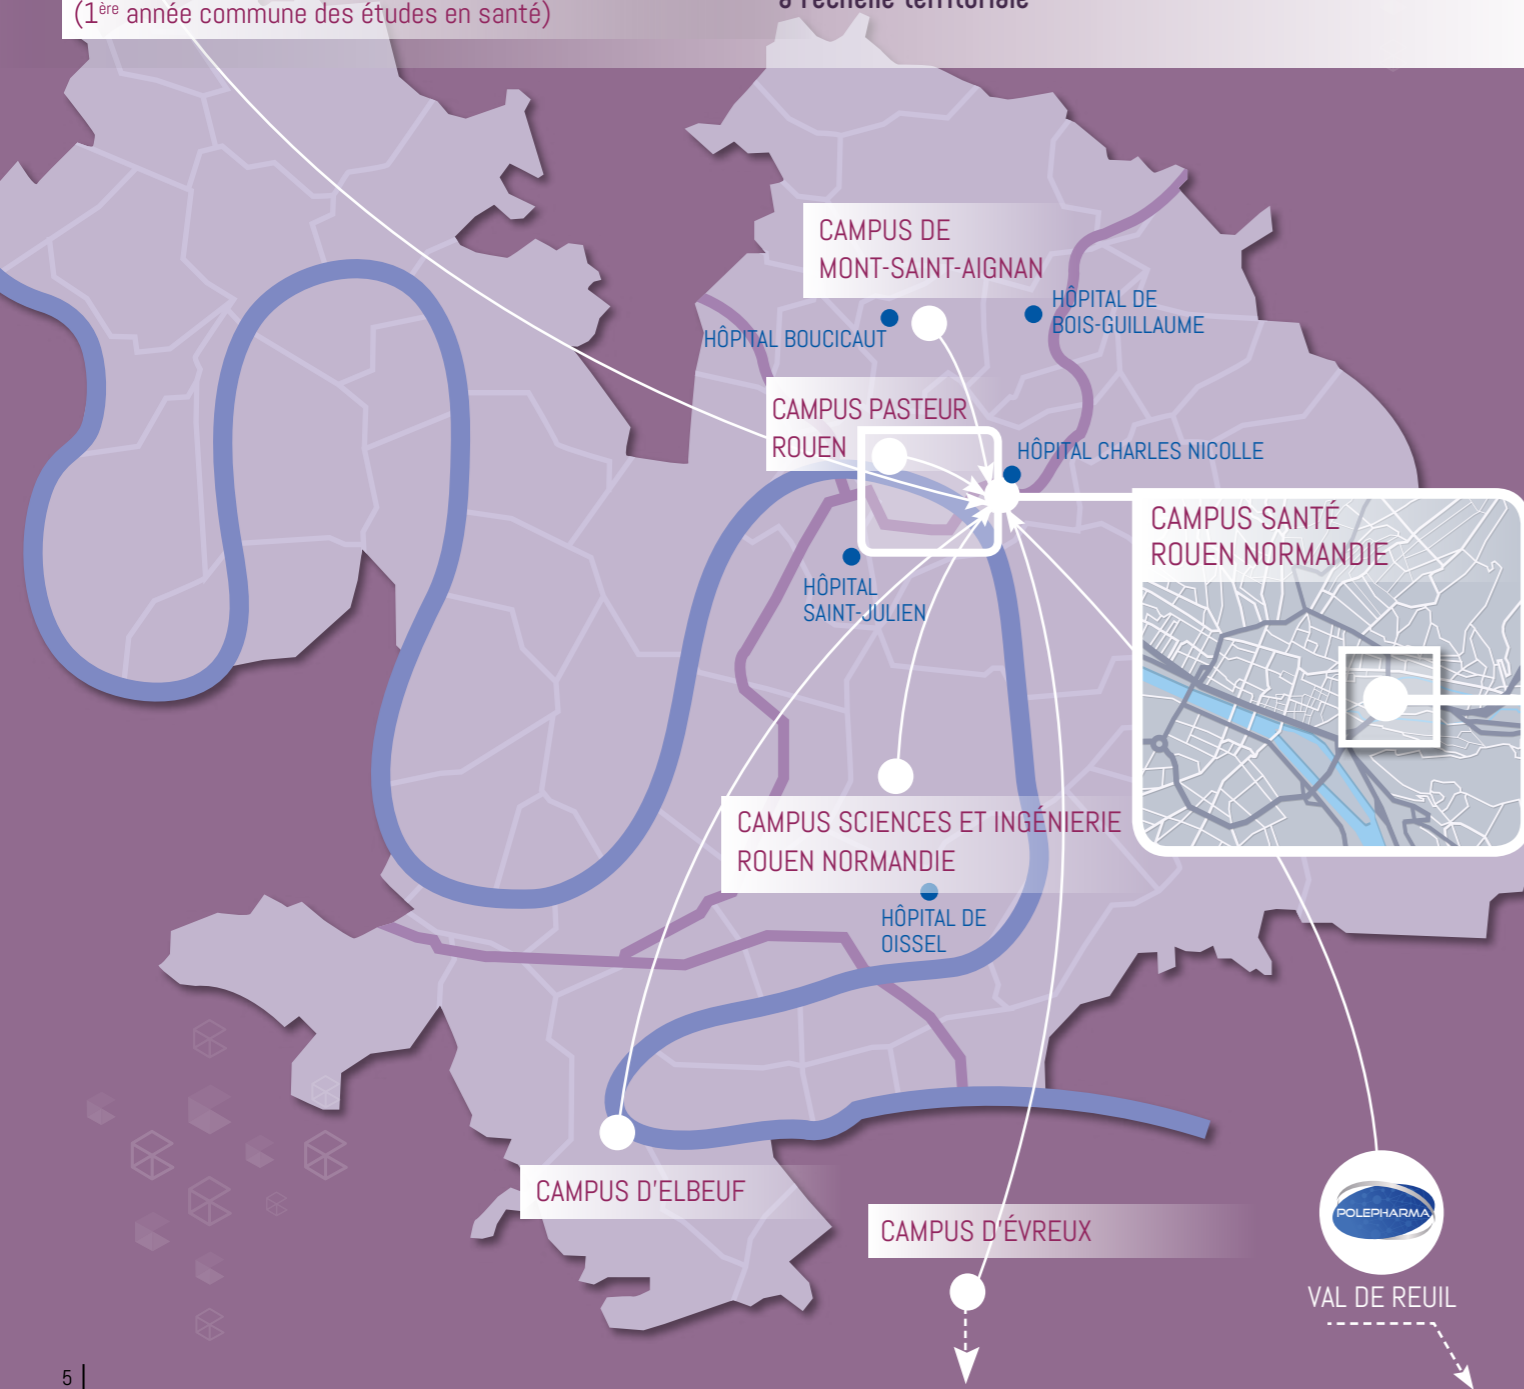 (1ère année commune des études en santé)
à l'échelle territoriale
CAMPUS DE
MONT-SAINT-AIGNAN
HÔPITAL DE
BOIS-GUILLAUME
HÔPITAL BOUCICAUT
CAMPUS PASTEUR
ROUEN
HÔPITAL CHARLES NICOLLE
CAMPUS SANTÉ
ROUEN NORMANDIE
HÔPITAL
SAINT-JULIEN
CAMPUS SCIENCES ET INGÉNIERIE
ROUEN NORMANDIE
HÔPITAL DE
OISSEL
CAMPUS D'ELBEUF
CAMPUS D'ÉVREUX
POLEPHARMA
VAL DE REUIL
5